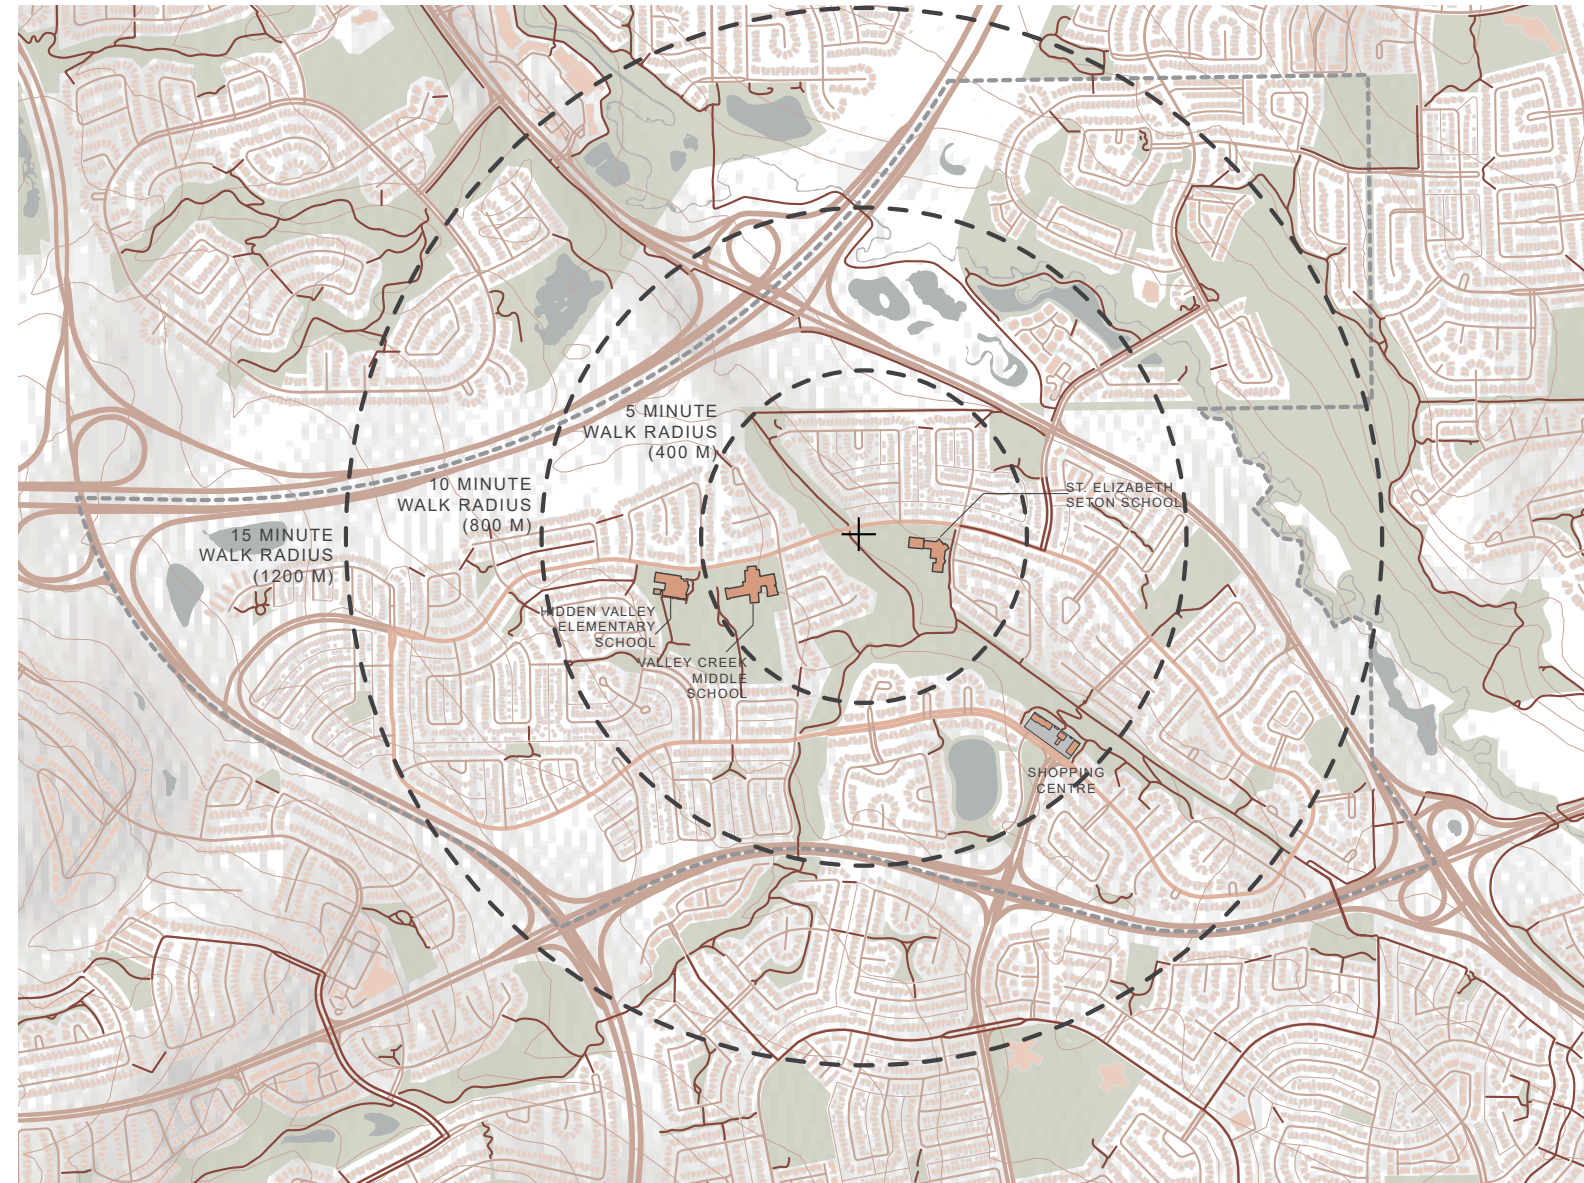 5 MINUTE
WALK RADIUS
(400 M)
10 MINUTE
WALK RADIUS
(800 M)
15 MINUTE
WALK RADIUS
(1200 M)
ST. ELIZABETH
SETON SCHOOL
HIDDEN VALLEY
ELEMENTARY
SCHOOL
VALLEY CREEK
MIDDLE
SCHOOL
SHOPPING
CENTRE